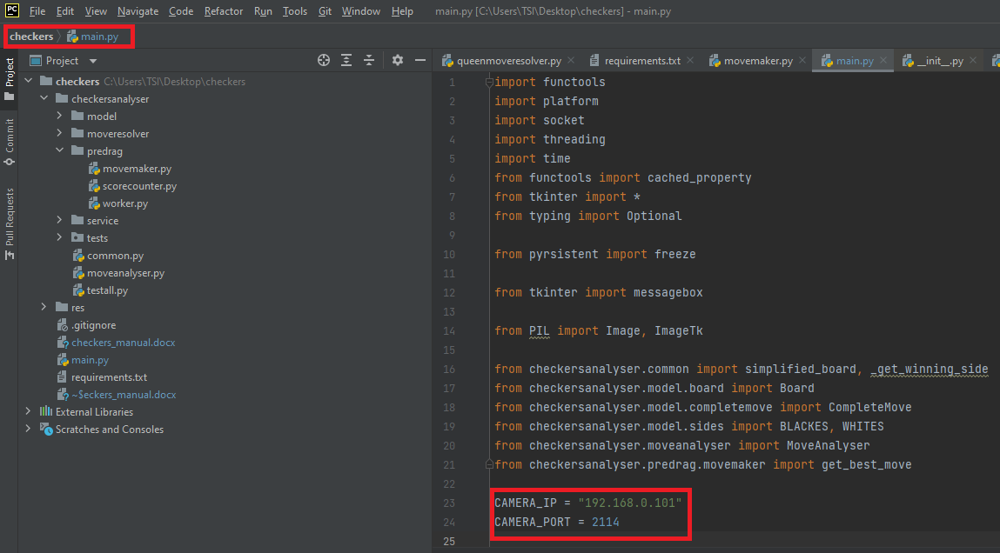 PC File Edit View Navigate Code Refactor Run Tools Git Window Help main.py [C:\Users\TSI\Desktop\checkers] - main.py
checkers main.py
Project
queenmoveresolver.py requirements.txt movemaker.py main.py __init__.py
Project
Commit
Pull Requests
checkers C:\Users\TSI\Desktop\checkers
checkersanalyser
model
moveresolver
predrag
movemaker.py
scorecounter.py
worker.py
service
tests
common.py
moveanalyser.py
testall.py
res
.gitignore
checkers_manual.docx
main.py
requirements.txt
~$eckers_manual.docx
External Libraries
Scratches and Consoles
1 import functools
2 import platform
3 import socket
4 import threading
5 import time
6 from functools import cached_property
7 from tkinter import *
8 from typing import Optional
9
10 from pyrsistent import freeze
11
12 from tkinter import messagebox
13
14 from PIL import Image, ImageTk
15
16 from checkersanalyser.common import simplified_board, _get_winning_side
17 from checkersanalyser.model.board import Board
18 from checkersanalyser.model.completemove import CompleteMove
19 from checkersanalyser.model.sides import BLACKES, WHITES
20 from checkersanalyser.moveanalyser import MoveAnalyser
21 from checkersanalyser.predrag.movemaker import get_best_move
22
23 CAMERA_IP = "192.168.0.101"
24 CAMERA_PORT = 2114
25